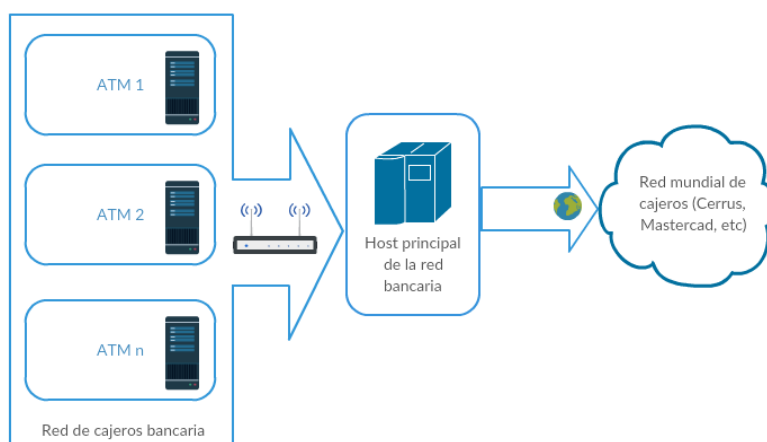 ATM 1
ATM 2
ATM n
Red de cajeros bancaria
Host principal
de la red
bancaria
Red mundial de
cajeros (Cerrus,
Mastercad, etc)